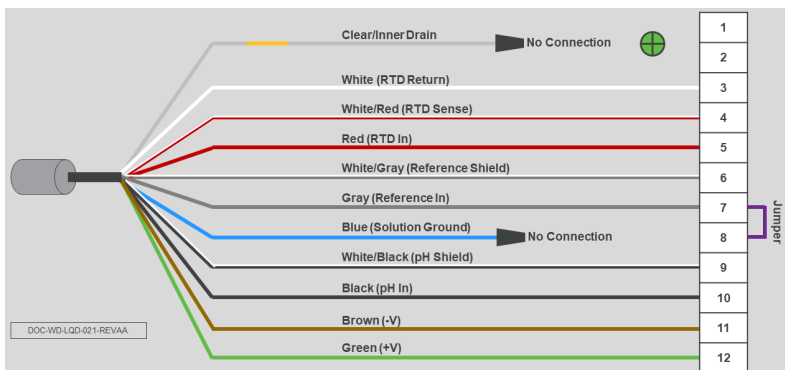 Clear/Inner Drain
No Connection
1
2
White (RTD Return)
3
White/Red (RTD Sense)
4
Red (RTD In)
5
White/Gray (Reference Shield)
6
Gray (Reference In)
7
Blue (Solution Ground)
No Connection
8
Jumper
White/Black (pH Shield)
9
Black (pH In)
10
Brown (-V)
11
DOC-WD-LQD-021-REVAA
Green (+V)
12